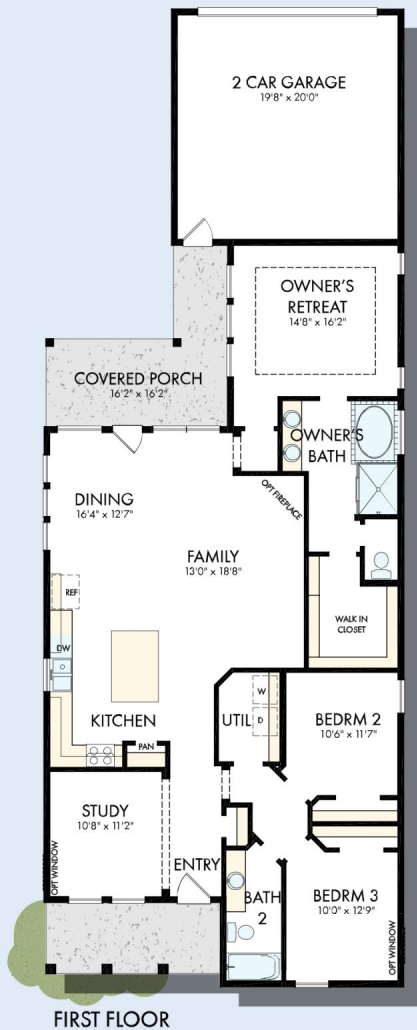 2 CAR GARAGE
19'8" x 20'0"
OWNER'S
RETREAT
14'8" x 16'2"
COVERED PORCH
16'2" x 16'2"
OWNER'S
BATH
OPT FIREPLACE
DINING
16'4" x 12'7"
FAMILY
13'0" x 18'8"
REF
WALK IN
CLOSET
DW
W
D
UTIL
KITCHEN
PAN
BEDRM 2
10'6" x 11'7"
STUDY
10'8" x 11'2"
OPT WINDOW
ENTRY
BATH
2
BEDRM 3
10'0" x 12'9"
OPT WINDOW
FIRST FLOOR